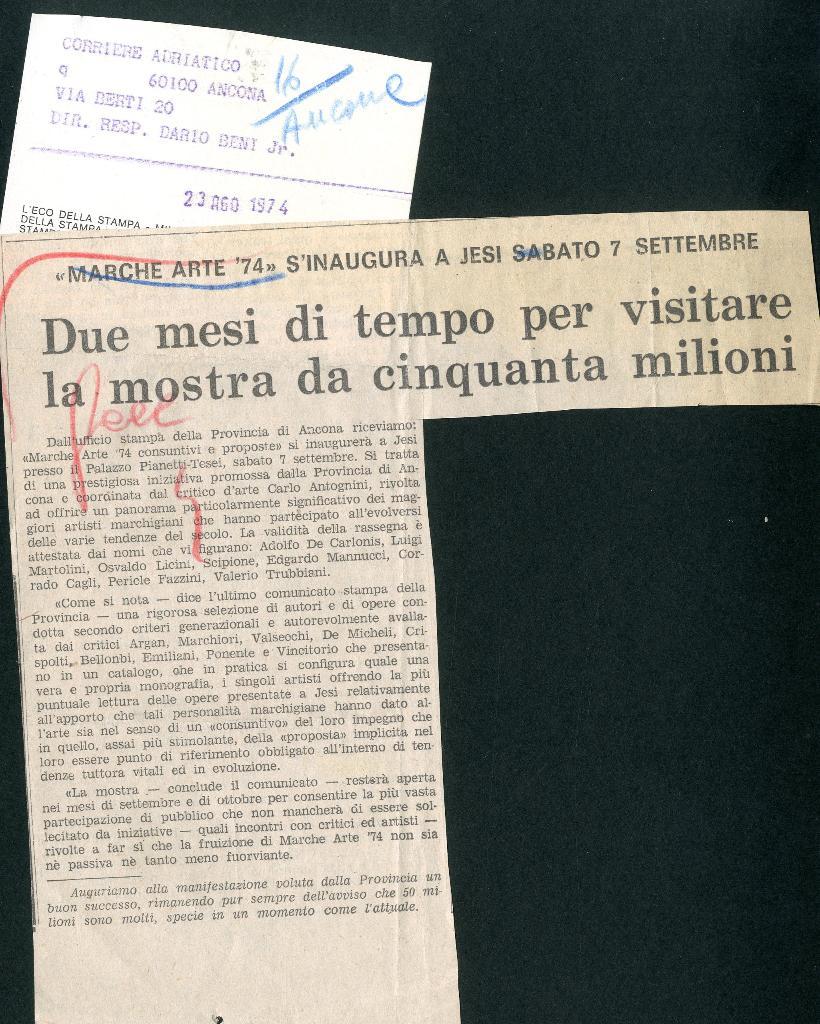 CORRIERE ADRIATICO
q 60100 ANCONA
VIA BERTI 20
DIR. RESP. DARIO BENI Jr.
16
Ancone
23 AGO 1974
L'ECO DELLA STAMPA -
DELLA STAMPA
«MARCHE ARTE '74» S'INAUGURA A JESI SABATO 7 SETTEMBRE
Due mesi di tempo per visitare
la mostra da cinquanta milioni
Dall'ufficio stampa della Provincia di Ancona riceviamo:
«Marche Arte '74 consuntivi e proposte» si inaugurerà a Jesi
presso il Palazzo Pianetti-Tesei, sabato 7 settembre. Si tratta
di una prestigiosa iniziativa promossa dalla Provincia di An-
cona e coordinata dal critico d'arte Carlo Antognini, rivolta
ad offrire un panorama particolarmente significativo dei mag-
giori artisti marchigiani che hanno partecipato all'evolversi
delle varie tendenze del secolo. La validità della rassegna è
attestata dai nomi che vi figurano: Adolfo De Carlonis, Luigi
Martolini, Osvaldo Licini, Scipione, Edgardo Mannucci, Cor-
rado Cagli, Pericle Fazzini, Valerio Trubbiani.
«Come si nota — dice l'ultimo comunicato stampa della
Provincia — una rigorosa selezione di autori e di opere con-
dotta secondo criteri generazionali e autorevolmente avalla-
ta dai critici Argan, Marchiori, Valsecchi, De Micheli, Cri-
spolti, Bellonbi, Emiliani, Ponente e Vincitorio che presenta-
no in un catalogo, che in pratica si configura quale una
vera e propria monografia, i singoli artisti offrendo la più
puntuale lettura delle opere presentate a Jesi relativamente
all'apporto che tali personalità marchigiane hanno dato al-
l'arte sia nel senso di un «consuntivo» del loro impegno che
in quello, assai più stimolante, della «proposta» implicita nel
loro essere punto di riferimento obbligato all'interno di ten-
denze tuttora vitali ed in evoluzione.
«La mostra — conclude il comunicato — resterà aperta
nei mesi di settembre e di ottobre per consentire la più vasta
partecipazione di pubblico che non mancherà di essere sol-
lecitato da iniziative — quali incontri con critici ed artisti —
rivolte a far sì che la fruizione di Marche Arte '74 non sia
nè passiva nè tanto meno fuorviante.
Auguriamo alla manifestazione voluta dalla Provincia un
buon successo, rimanendo pur sempre dell'avviso che 50 mi-
lioni sono molti, specie in un momento come l'attuale.